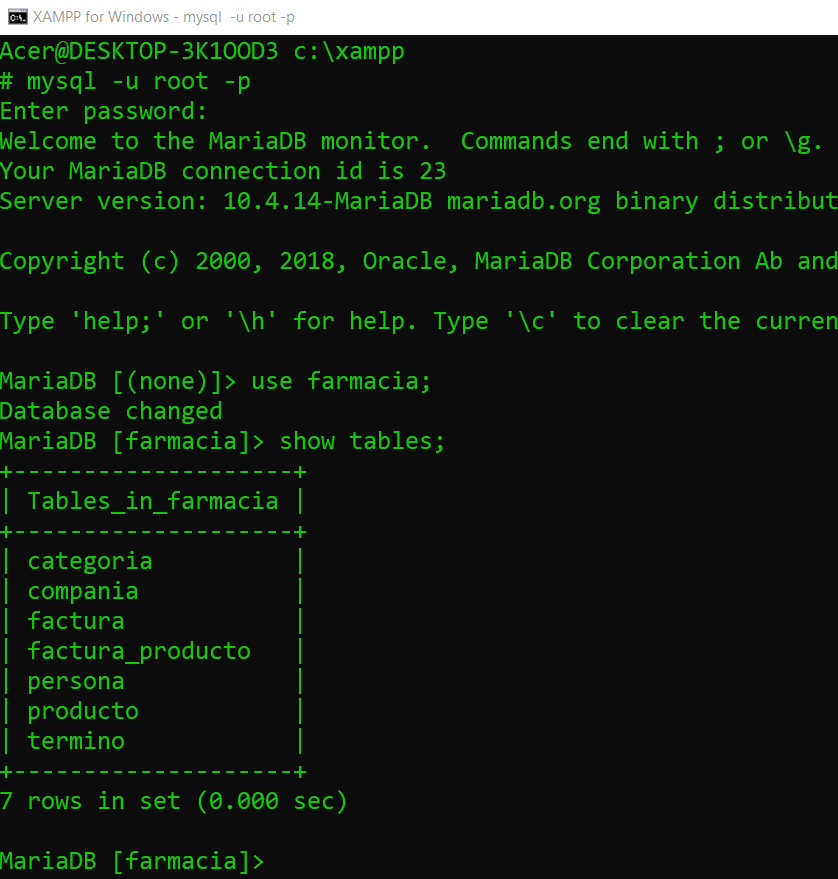 XAMPP for Windows - mysql  -u root -p
Acer@DESKTOP-3K1OOD3 c:\xampp
# mysql -u root -p
Enter password:
Welcome to the MariaDB monitor.  Commands end with ; or \g.
Your MariaDB connection id is 23
Server version: 10.4.14-MariaDB mariadb.org binary distribut
Copyright (c) 2000, 2018, Oracle, MariaDB Corporation Ab and
Type 'help;' or '\h' for help. Type '\c' to clear the curren
MariaDB [(none)]> use farmacia;
Database changed
MariaDB [farmacia]> show tables;
+--------------------+
| Tables_in_farmacia |
+--------------------+
| categoria          |
| compania           |
| factura            |
| factura_producto   |
| persona            |
| producto           |
| termino            |
+--------------------+
7 rows in set (0.000 sec)
MariaDB [farmacia]>